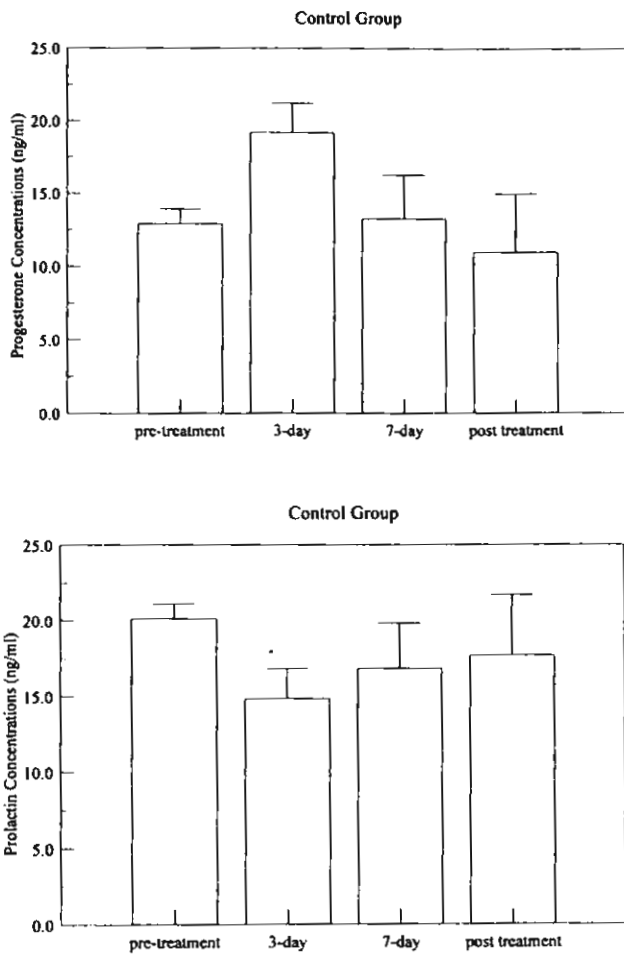 Control Group
Progesterone Concentrations (ng/ml)
25.0
20.0
15.0
10.0
5.0
0.0
pre-treatment 3-day 7-day post treatment
Control Group
Prolactin Concentrations (ng/ml)
25.0
20.0
15.0
10.0
5.0
0.0
pre-treatment 3-day 7-day post treatment